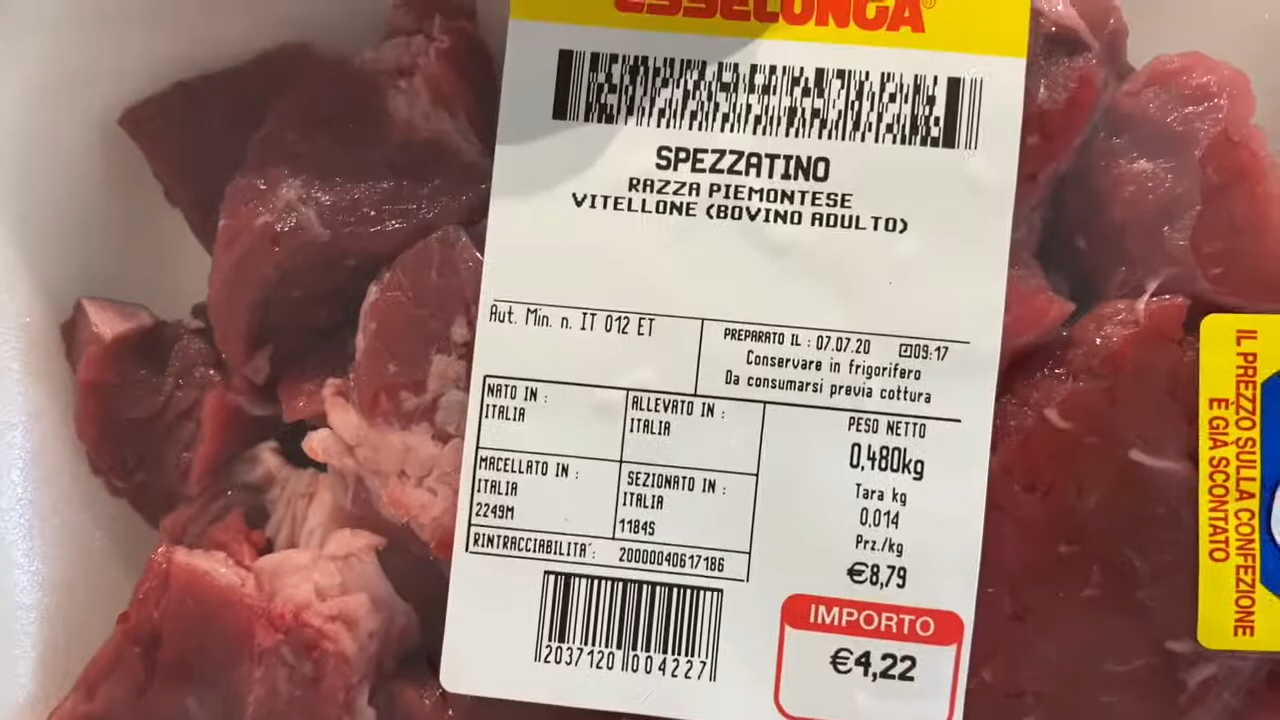 ESSELUNGA®
SPEZZATINO
RAZZA PIEMONTESE
VITELLONE (BOVINO ADULTO)
Aut. Min. n. IT 012 ET
PREPARATO IL : 07.07.20 09:17
Conservare in frigorifero
Da consumarsi previa cottura
NATO IN :
ITALIA
ALLEVATO IN :
ITALIA
MACELLATO IN :
ITALIA
2249M
SEZIONATO IN :
ITALIA
1184S
RINTRACCIABILITA': 20000040617186
PESO NETTO
0,480kg
Tara kg
0,014
Prz./kg
€8,79
IMPORTO
€4,22
2037120 004227
IL PREZZO SULLA CONFEZIONE
È GIÀ SCONTATO